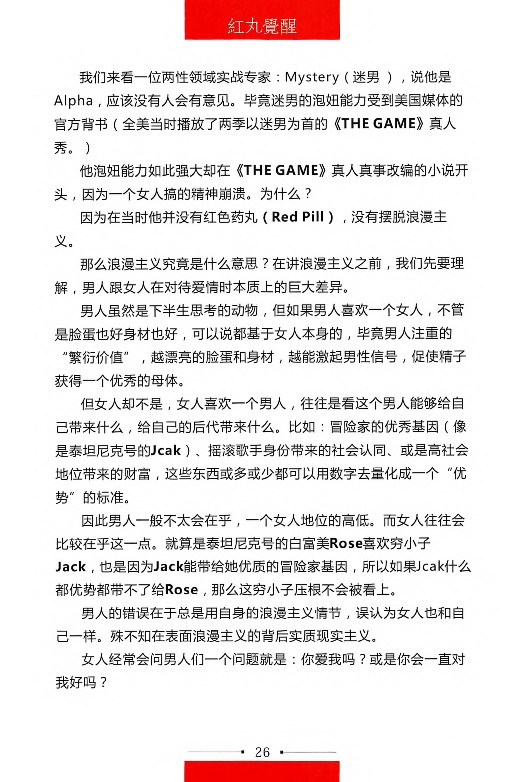 紅丸覺醒
我们来看一位两性领域实战专家：Mystery（迷男 ），说他是
Alpha，应该没有人会有意见。毕竟迷男的泡妞能力受到美国媒体的
官方背书（全美当时播放了两季以迷男为首的《THE GAME》真人
秀。）
他泡妞能力如此强大却在《THE GAME》真人真事改编的小说开
头，因为一个女人搞的精神崩溃。为什么？
因为在当时他并没有红色药丸（Red Pill），没有摆脱浪漫主
义。
那么浪漫主义究竟是什么意思？在讲浪漫主义之前，我们先要理
解，男人跟女人在对待爱情时本质上的巨大差异。
男人虽然是下半生思考的动物，但如果男人喜欢一个女人，不管
是脸蛋也好身材也好，可以说都基于女人本身的，毕竟男人注重的
“繁衍价值”，越漂亮的脸蛋和身材，越能激起男性信号，促使精子
获得一个优秀的母体。
但女人却不是，女人喜欢一个男人，往往是看这个男人能够给自
己带来什么，给自己的后代带来什么。比如：冒险家的优秀基因（像
是泰坦尼克号的Jcak）、摇滚歌手身份带来的社会认同、或是高社会
地位带来的财富，这些东西或多或少都可以用数字去量化成一个“优
势”的标准。
因此男人一般不太会在乎，一个女人地位的高低。而女人往往会
比较在乎这一点。就算是泰坦尼克号的白富美Rose喜欢穷小子
Jack，也是因为Jack能带给她优质的冒险家基因，所以如果Jcak什么
都优势都带不了给Rose，那么这穷小子压根不会被看上。
男人的错误在于总是用自身的浪漫主义情节，误认为女人也和自
己一样。殊不知在表面浪漫主义的背后实质现实主义。
女人经常会问男人们一个问题就是：你爱我吗？或是你会一直对
我好吗？
26